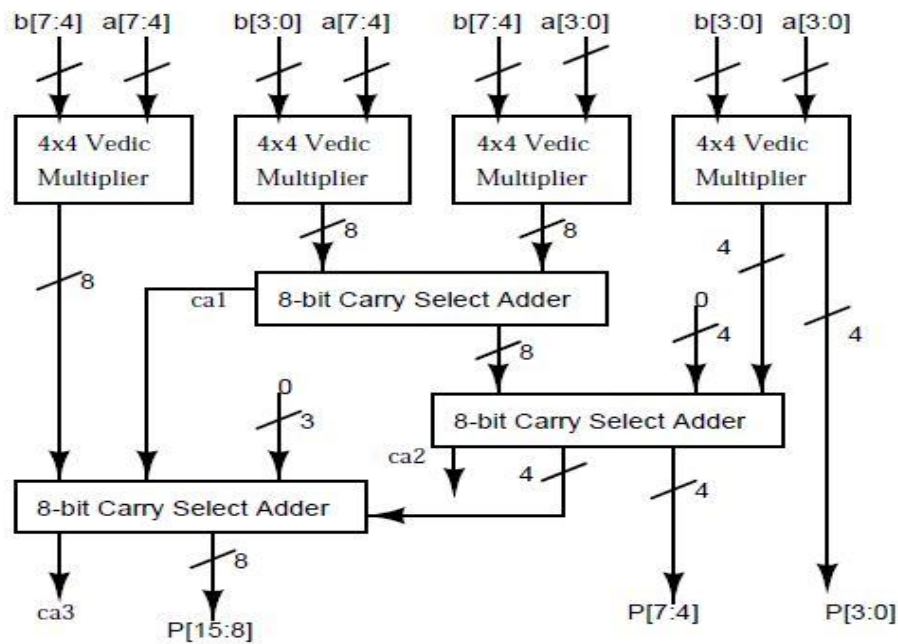 b[7:4] a[7:4] b[3:0] a[7:4] b[7:4] a[3:0] b[3:0] a[3:0]
4x4 Vedic
Multiplier
4x4 Vedic
Multiplier
4x4 Vedic
Multiplier
4x4 Vedic
Multiplier
8
8
4
8
ca1
8-bit Carry Select Adder
0
8
4
4
0
3
8-bit Carry Select Adder
ca2
4
4
8-bit Carry Select Adder
8
ca3
P[15:8]
P[7:4]
P[3:0]